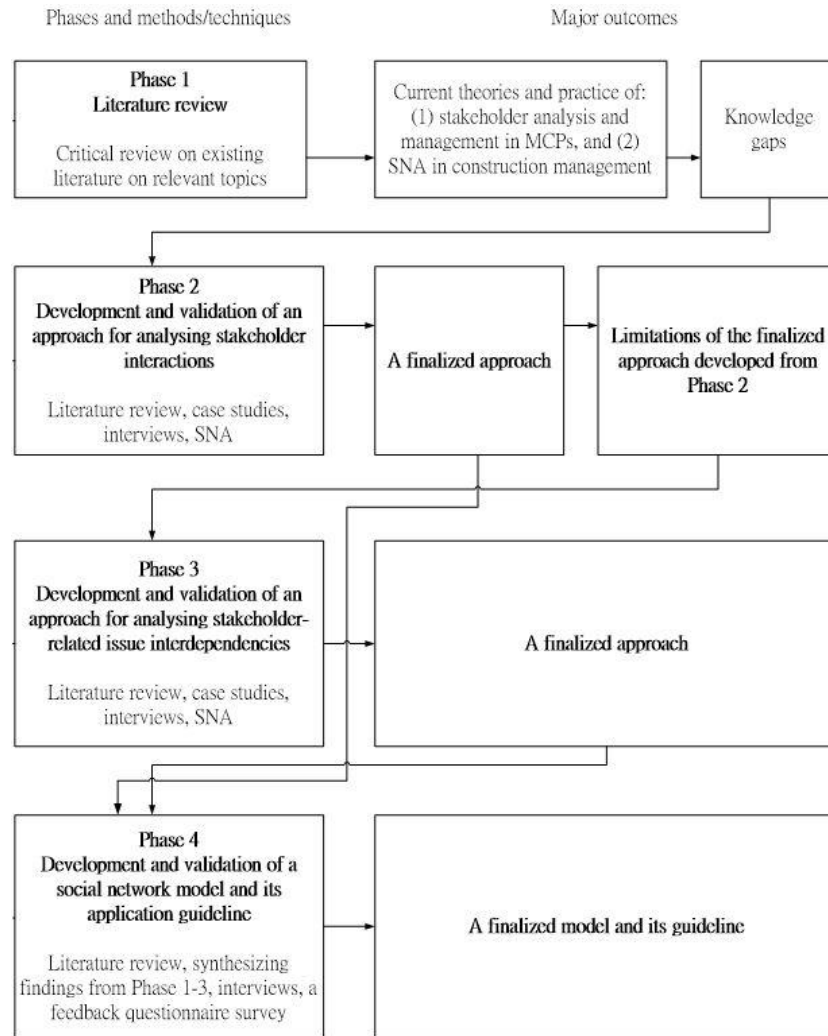 Phases and methods/techniques
Major outcomes
Phase 1
Literature review
Critical review on existing
literature on relevant topics
Current theories and practice of:
(1) stakeholder analysis and
management in MCPs, and (2)
SNA in construction management
Knowledge
gaps
Phase 2
Development and validation of an
approach for analysing stakeholder
interactions
Literature review, case studies,
interviews, SNA
A finalized approach
Limitations of the finalized
approach developed from
Phase 2
Phase 3
Development and validation of an
approach for analysing stakeholder-
related issue interdependencies
Literature review, case studies,
interviews, SNA
A finalized approach
Phase 4
Development and validation of a
social network model and its
application guideline
Literature review, synthesizing
findings from Phase 1-3, interviews, a
feedback questionnaire survey
A finalized model and its guideline